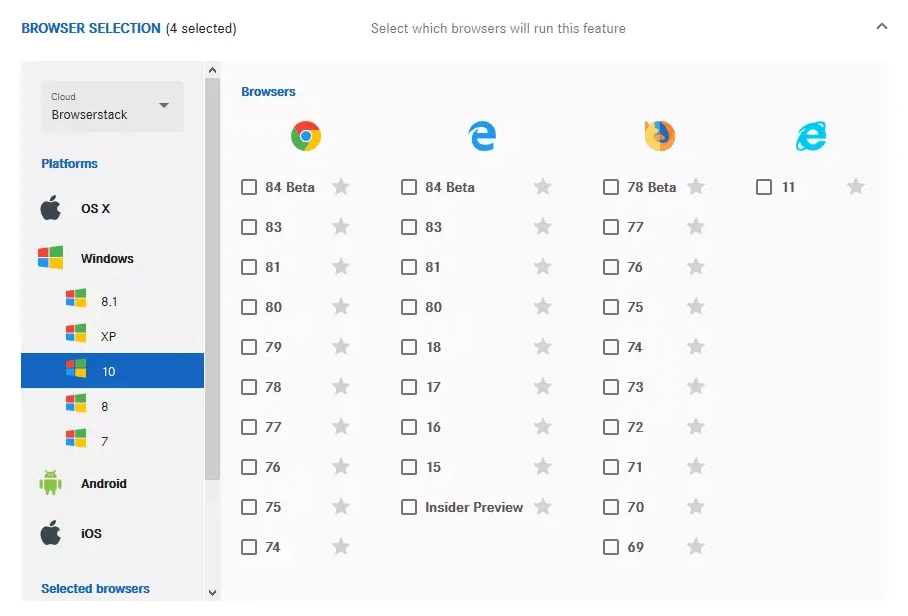 BROWSER SELECTION (4 selected) Select which browsers will run this feature
Cloud
Browserstack
Platforms
OS X
Windows
8.1
XP
10
8
7
Android
iOS
Selected browsers
Browsers
84 Beta 84 Beta 78 Beta 11
83 83 77
81 81 76
80 80 75
79 18 74
78 17 73
77 16 72
76 15 71
75 Insider Preview 70
74 69